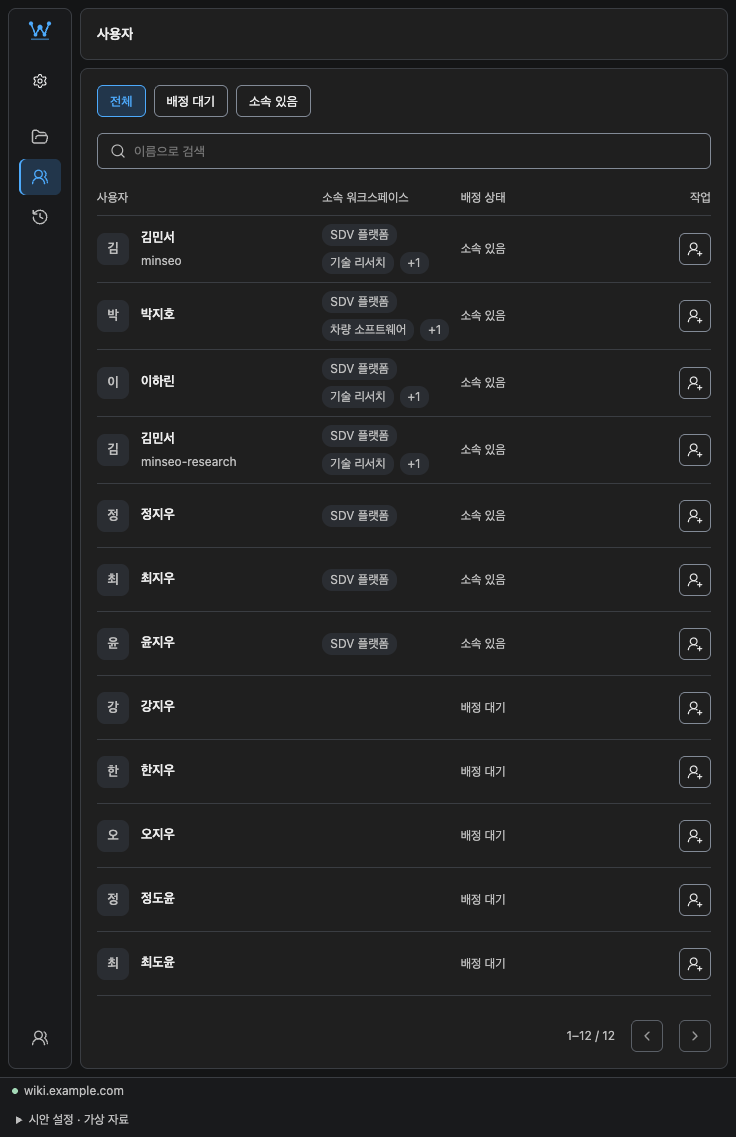 사용자
전체 배정 대기 소속 있음
이름으로 검색
사용자 소속 워크스페이스 배정 상태 작업
김 김민서 minseo SDV 플랫폼 기술 리서치 +1 소속 있음
박 박지호 SDV 플랫폼 차량 소프트웨어 +1 소속 있음
이 이하린 SDV 플랫폼 기술 리서치 +1 소속 있음
김 김민서 minseo-research SDV 플랫폼 기술 리서치 +1 소속 있음
정 정지우 SDV 플랫폼 소속 있음
최 최지우 SDV 플랫폼 소속 있음
윤 윤지우 SDV 플랫폼 소속 있음
강 강지우 배정 대기
한 한지우 배정 대기
오 오지우 배정 대기
정 정도윤 배정 대기
최 최도윤 배정 대기
1–12 / 12
wiki.example.com
시안 설정 · 가상 자료